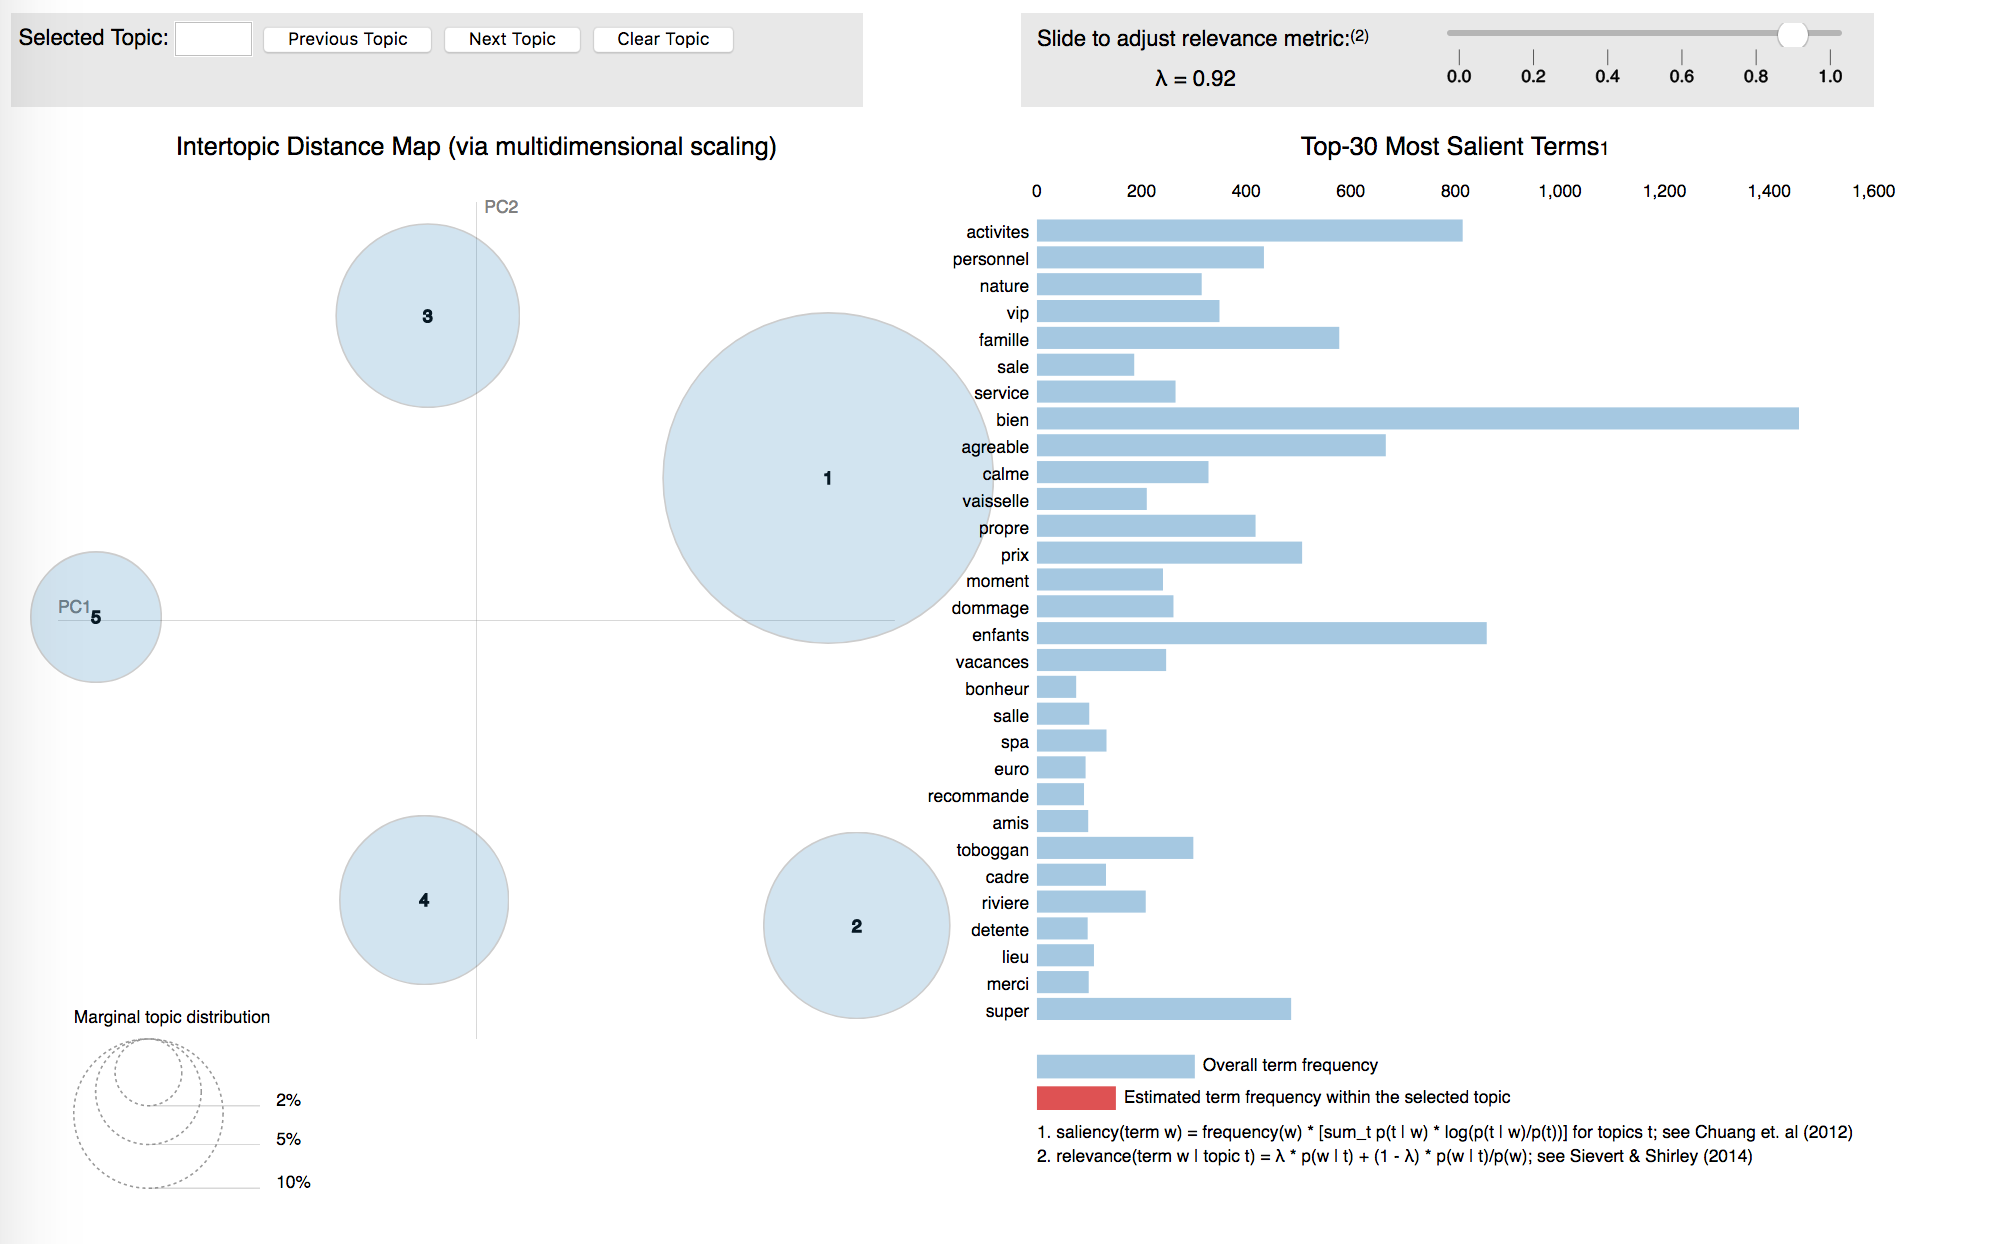 Selected Topic: Previous Topic Next Topic Clear Topic
Slide to adjust relevance metric:(2)
λ = 0.92
0.0 0.2 0.4 0.6 0.8 1.0
Intertopic Distance Map (via multidimensional scaling)
PC2
3
1
PC1
5
4
2
Marginal topic distribution
2%
5%
10%
Top-30 Most Salient Terms1
0 200 400 600 800 1,000 1,200 1,400 1,600
activites
personnel
nature
vip
famille
sale
service
bien
agreable
calme
vaisselle
propre
prix
moment
dommage
enfants
vacances
bonheur
salle
spa
euro
recommande
amis
toboggan
cadre
riviere
detente
lieu
merci
super
Overall term frequency
Estimated term frequency within the selected topic
1. saliency(term w) = frequency(w) * [sum_t p(t | w) * log(p(t | w)/p(t))] for topics t; see Chuang et. al (2012)
2. relevance(term w | topic t) = λ * p(w | t) + (1 - λ) * p(w | t)/p(w); see Sievert & Shirley (2014)